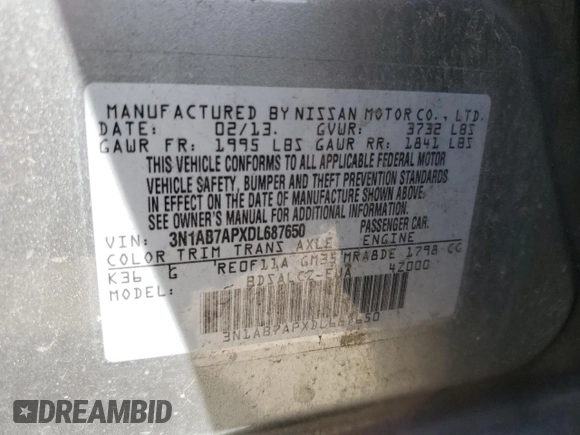 MANUFACTURED BY NISSAN MOTOR CO., LTD.
DATE: 02/13. GVWR: 3732 LBS
GAWR FR: 1995 LBS GAWR RR: 1841 LBS
THIS VEHICLE CONFORMS TO ALL APPLICABLE FEDERAL MOTOR
VEHICLE SAFETY, BUMPER AND THEFT PREVENTION STANDARDS
IN EFFECT ON THE DATE OF MANUFACTURE SHOWN ABOVE.
SEE OWNER'S MANUAL FOR ADDITIONAL INFORMATION.
VIN: 3N1AB7APXDL687650 PASSENGER CAR.
COLOR TRIM TRANS AXLE ENGINE
K36 G RE0F11A GM35 MRA8DE 1798 CC
MODEL: BDSALCZ-EWA 42000
3N1AB7APXDL687650
DREAMBID